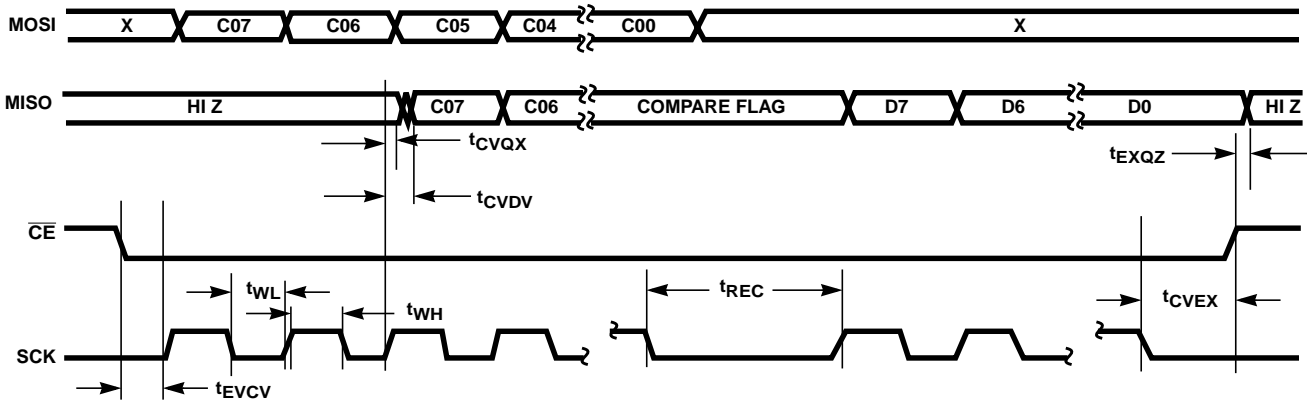 MOSI X C07 C06 C05 C04 C00 X
MISO HI Z C07 C06 COMPARE FLAG D7 D6 D0 HI Z
tCVQX tEXQZ
tCVDV
CE
tWL tWH tREC tCVEX
SCK
tEVCV